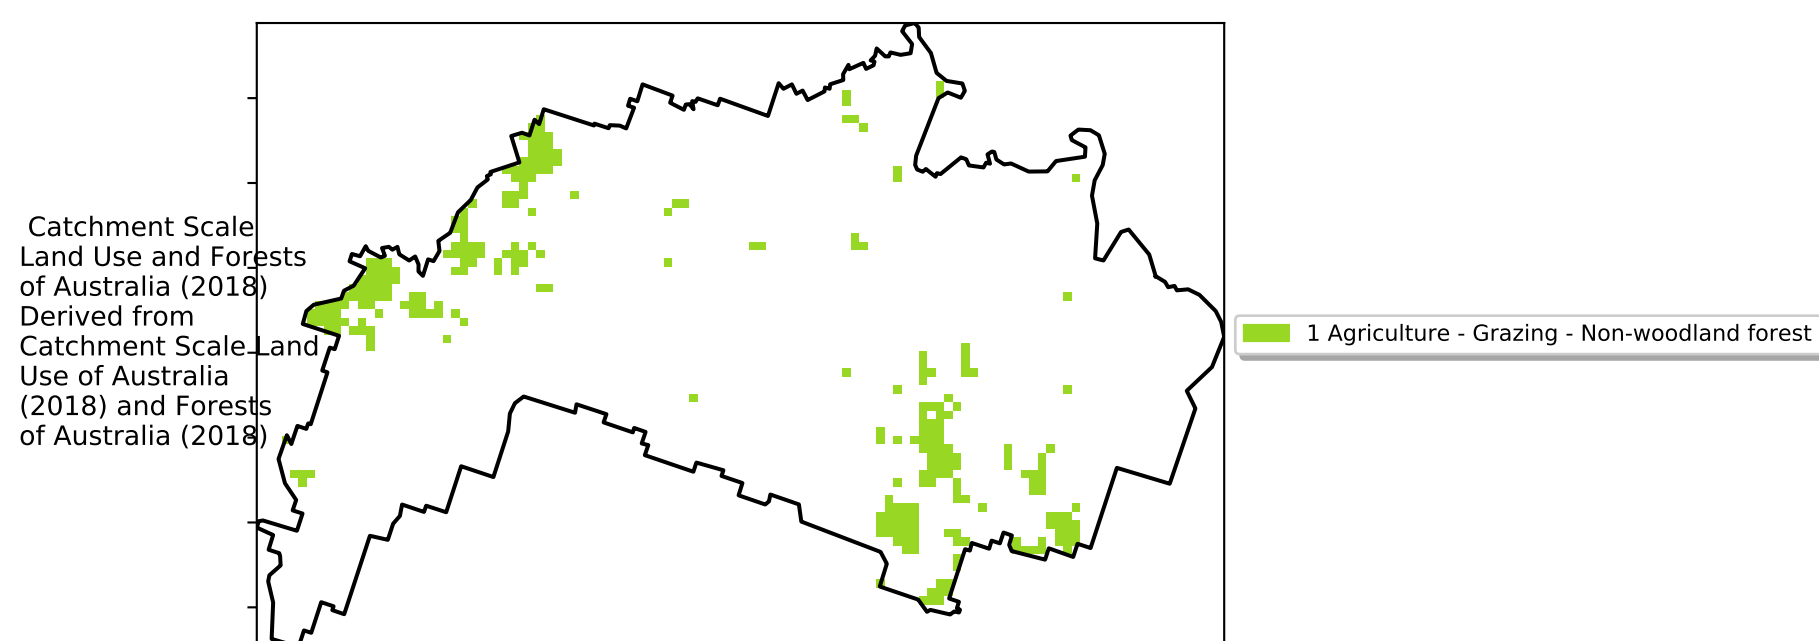 Catchment Scale
Land Use and Forests
of Australia (2018)
Derived from
Catchment Scale Land
Use of Australia
(2018) and Forests
of Australia (2018)
1 Agriculture - Grazing - Non-woodland forest